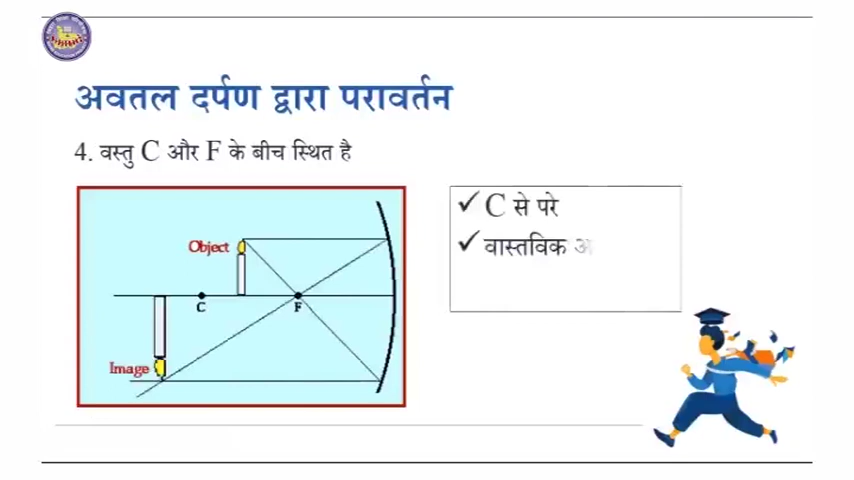 अवतल दर्पण द्वारा परावर्तन
4. वस्तु C और F के बीच स्थित है
✓ C से परे
✓ वास्तविक अ
Object
C
F
Image